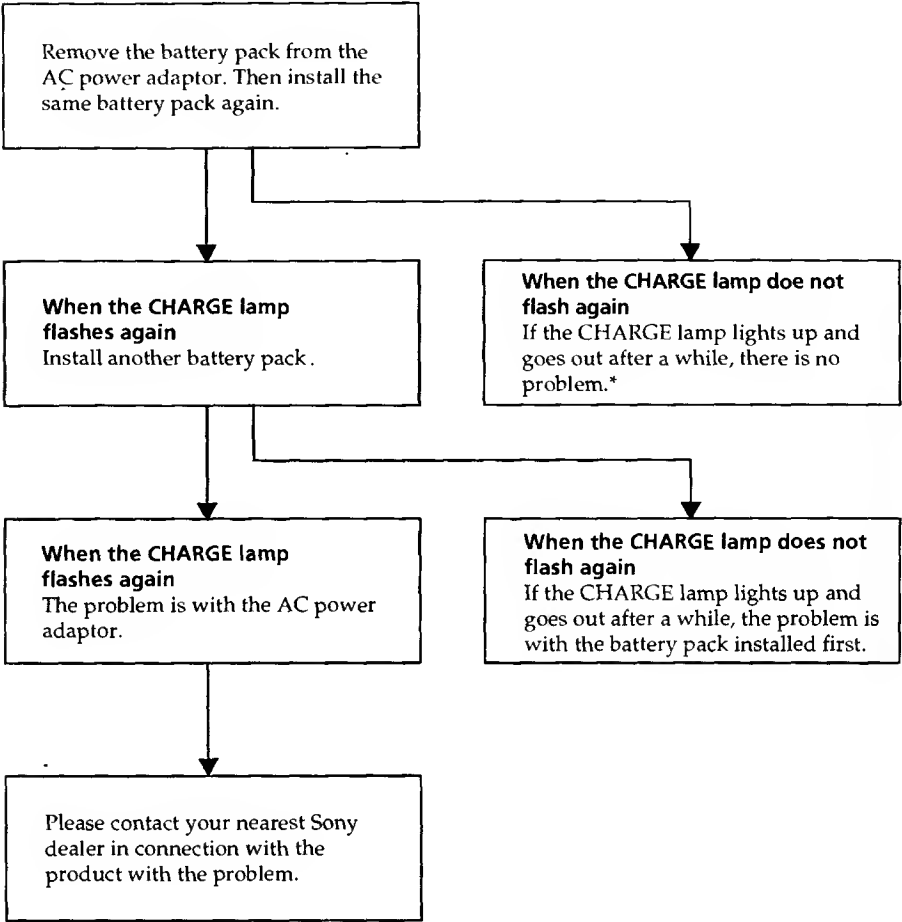 Remove the battery pack from the
AC power adaptor. Then install the
same battery pack again.
When the CHARGE lamp
flashes again
Install another battery pack.
When the CHARGE lamp doe not
flash again
If the CHARGE lamp lights up and
goes out after a while, there is no
problem.*
When the CHARGE lamp
flashes again
The problem is with the AC power
adaptor.
When the CHARGE lamp does not
flash again
If the CHARGE lamp lights up and
goes out after a while, the problem is
with the battery pack installed first.
Please contact your nearest Sony
dealer in connection with the
product with the problem.